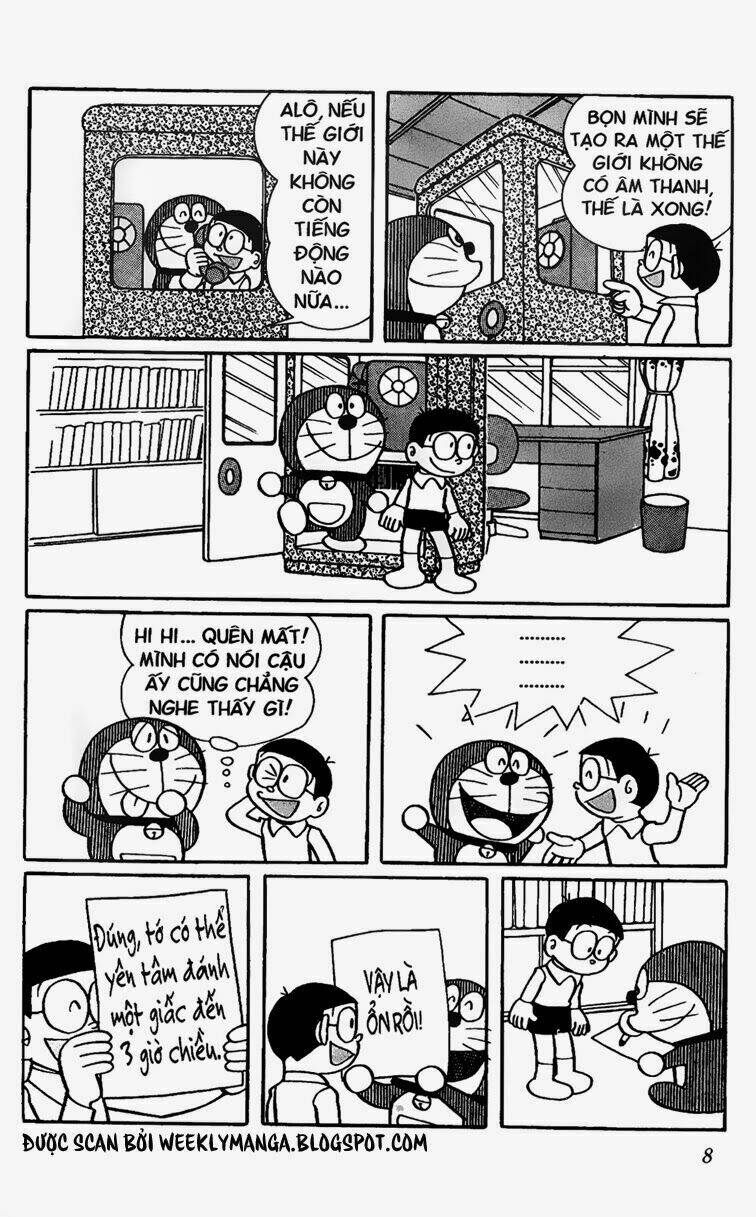 BỌN MÌNH SẼ
TẠO RA MỘT THẾ
GIỚI KHÔNG
CÓ ÂM THANH,
THẾ LÀ XONG!
ALÔ, NẾU
THẾ GIỚI
NÀY
KHÔNG
CÒN
TIẾNG
ĐỘNG
NÀO
NỮA...
..........
..........
..........
HI HI... QUÊN MẤT!
MÌNH CÓ NÓI CẬU
ẤY CŨNG CHẲNG
NGHE THẤY GÌ!
VẬY LÀ
ỔN RỒI!
Đúng, tớ có thể
yên tâm đánh
một giấc đến
3 giờ chiều.
ĐƯỢC SCAN BỞI WEEKLYMANGA.BLOGSPOT.COM
8